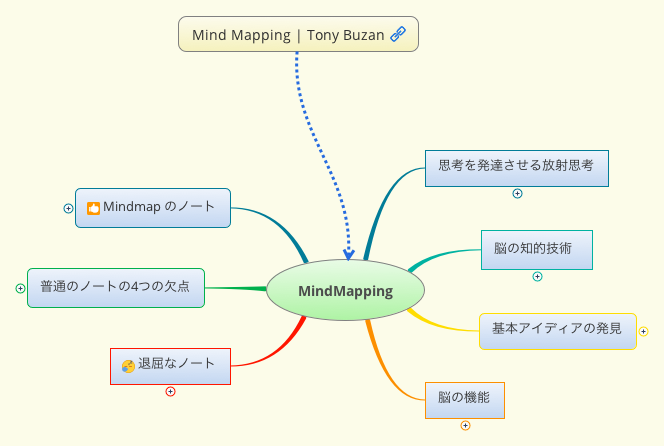 Mind Mapping | Tony Buzan
思考を発達させる放射思考
Mindmap のノート
脳の知的技術
普通のノートの4つの欠点
MindMapping
基本アイディアの発見
退屈なノート
脳の機能